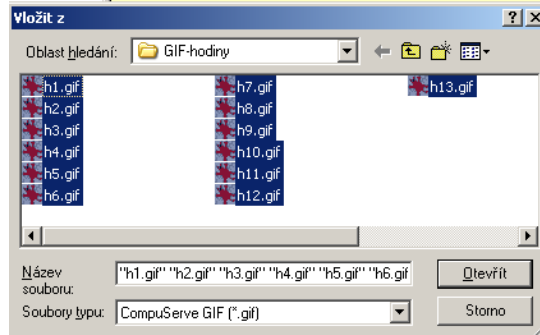 Vložit z
Oblast hledání: GIF-hodiny
h1.gif h7.gif h13.gif
h2.gif h8.gif
h3.gif h9.gif
h4.gif h10.gif
h5.gif h11.gif
h6.gif h12.gif
Název souboru: "h1.gif" "h2.gif" "h3.gif" "h4.gif" "h5.gif" "h6.gif Otevřít
Soubory typu: CompuServe GIF (*.gif) Storno